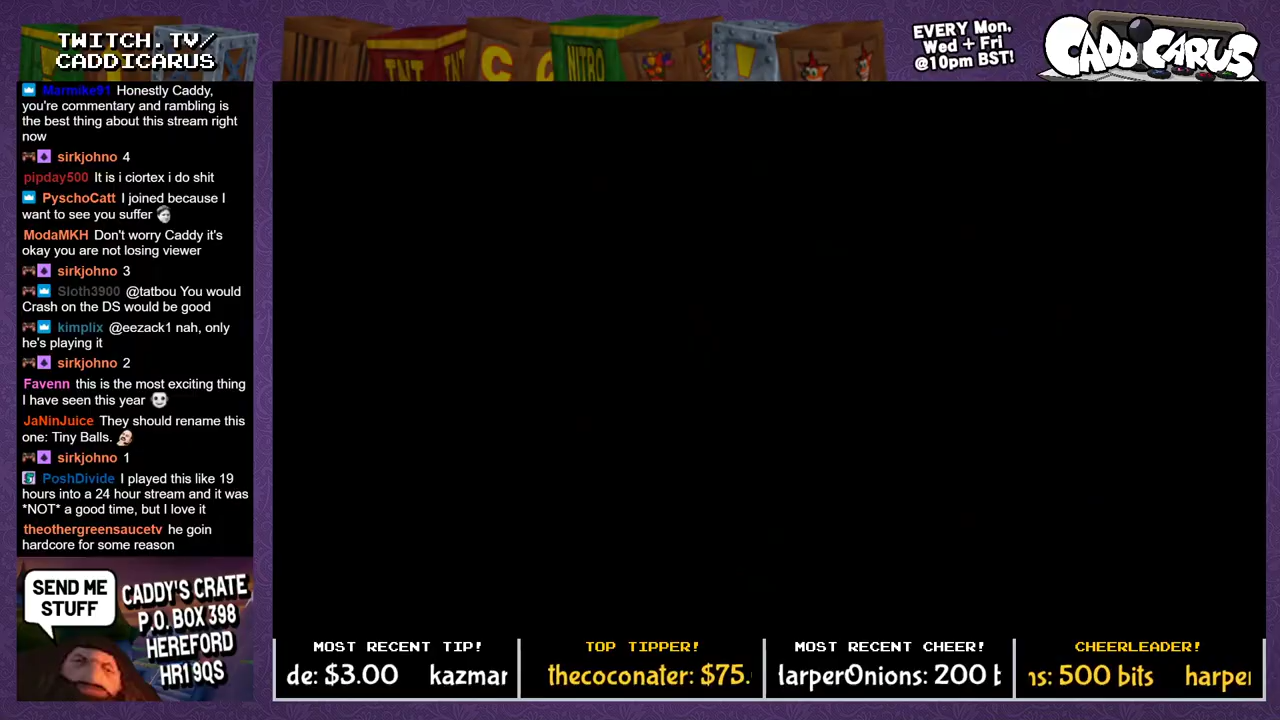 TWITCH.TV/
CADDICARUS
EVERY Mon,
Wed + Fri
@10pm BST!
CADDICARUS
TNT
TNT
C
NITRO
Marmike91 Honestly Caddy,
you're commentary and rambling is
the best thing about this stream right
now
sirkjohno 4
pipday500 It is i ciortex i do shit
PyschoCatt I joined because I
want to see you suffer
ModaMKH Don't worry Caddy it's
okay you are not losing viewer
sirkjohno 3
Sloth3900 @tatbou You would
Crash on the DS would be good
kimplix @eezack1 nah, only
he's playing it
sirkjohno 2
Favenn this is the most exciting thing
I have seen this year
JaNinJuice They should rename this
one: Tiny Balls.
sirkjohno 1
PoshDivide I played this like 19
hours into a 24 hour stream and it was
*NOT* a good time, but I love it
theothergreensaucetv he goin
hardcore for some reason
SEND ME
STUFF
CADDY'S CRATE
P.O. BOX 398
HEREFORD
HR1 9QS
MOST RECENT TIP!
de: $3.00 kazmar
TOP TIPPER!
thecoconater: $75.
MOST RECENT CHEER!
HarperOnions: 200 b
CHEERLEADER!
ns: 500 bits harper